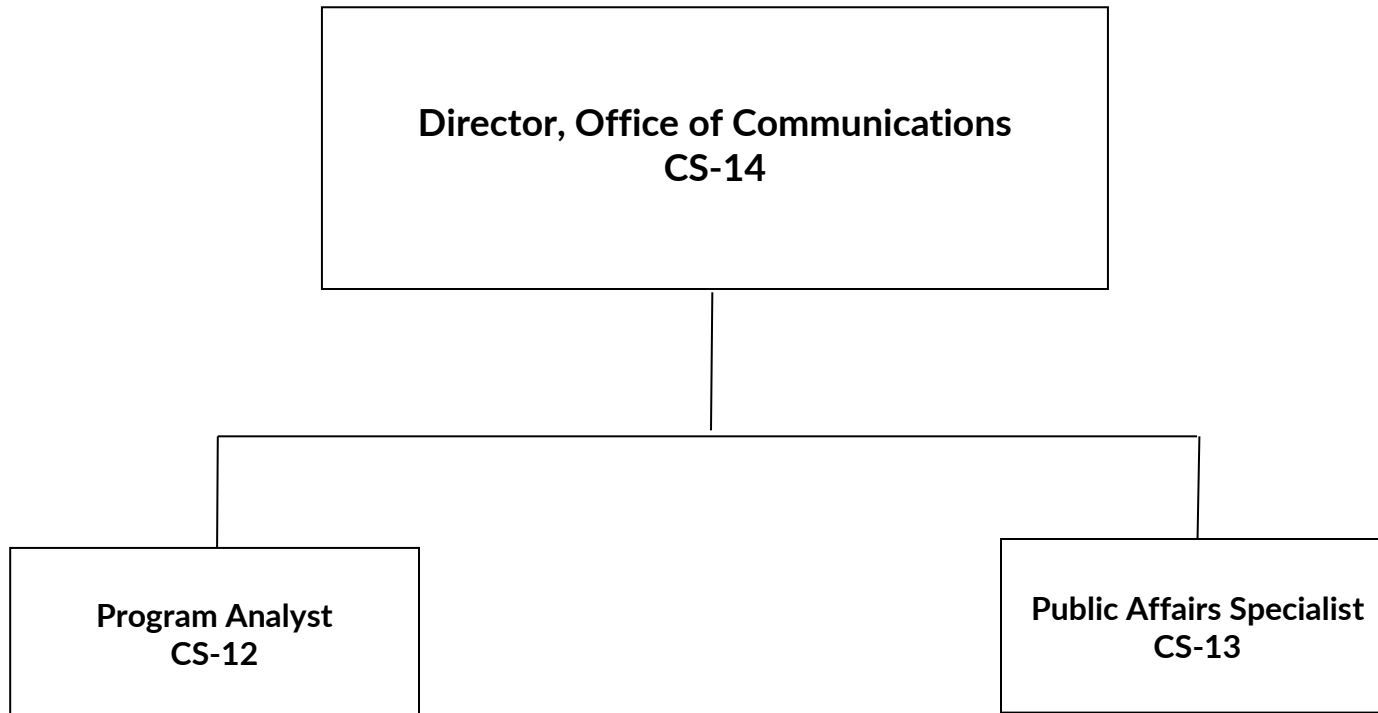 Director, Office of Communications
CS-14
Program Analyst
CS-12
Public Affairs Specialist
CS-13